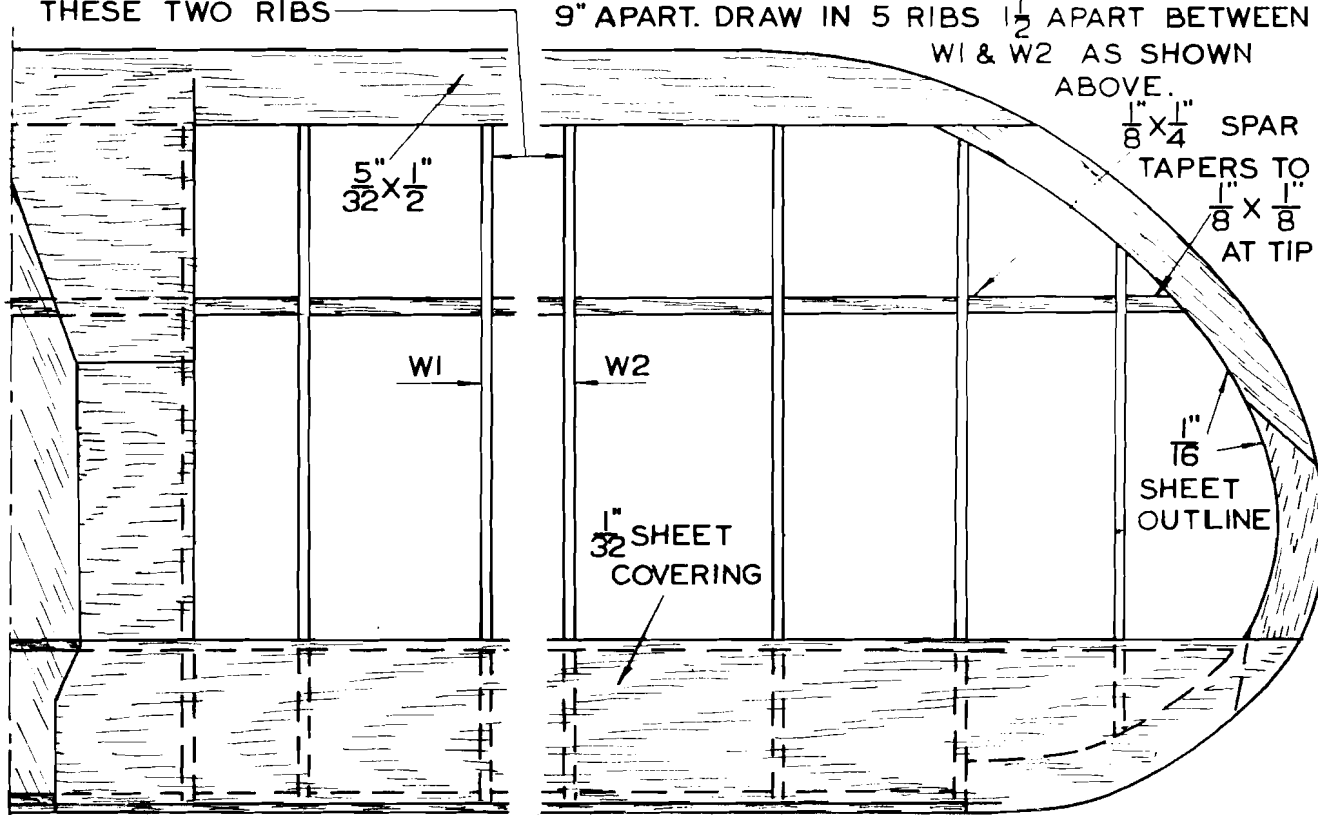 THESE TWO RIBS
9" APART. DRAW IN 5 RIBS 1 1/2 APART BETWEEN
W1 & W2 AS SHOWN
ABOVE.
1/8" X 1/4" SPAR
TAPERS TO
1/8" X 1/8"
AT TIP
5/32" X 1/2"
W1
W2
1/16"
SHEET
OUTLINE
1/32" SHEET
COVERING